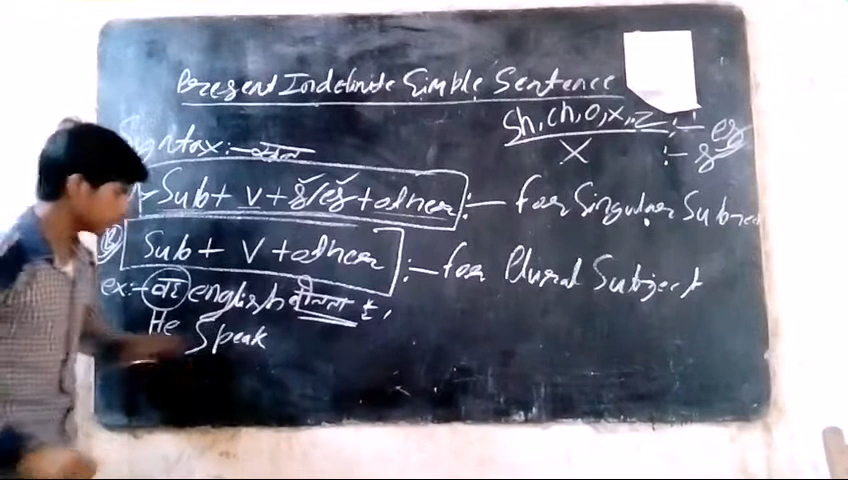 Present Indefinite Simple Sentence
Sh, ch, o, x, z :- es
Syntax :-
X :- s
Sub + V + s/es + other :- for Singular Subject
(B) Sub + V + other :- for Plural Subject
ex:- वह english बोलता है,
He Speak